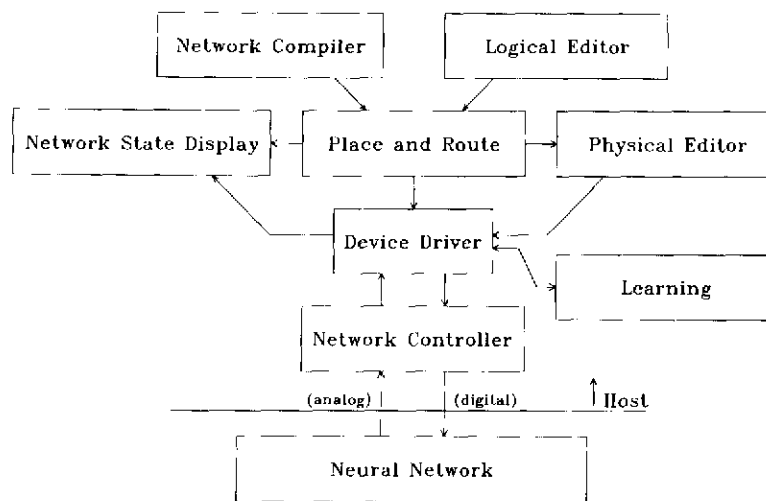 Network Compiler
Logical Editor
Network State Display
Place and Route
Physical Editor
Device Driver
Learning
Network Controller
(analog)
(digital)
Host
Neural Network